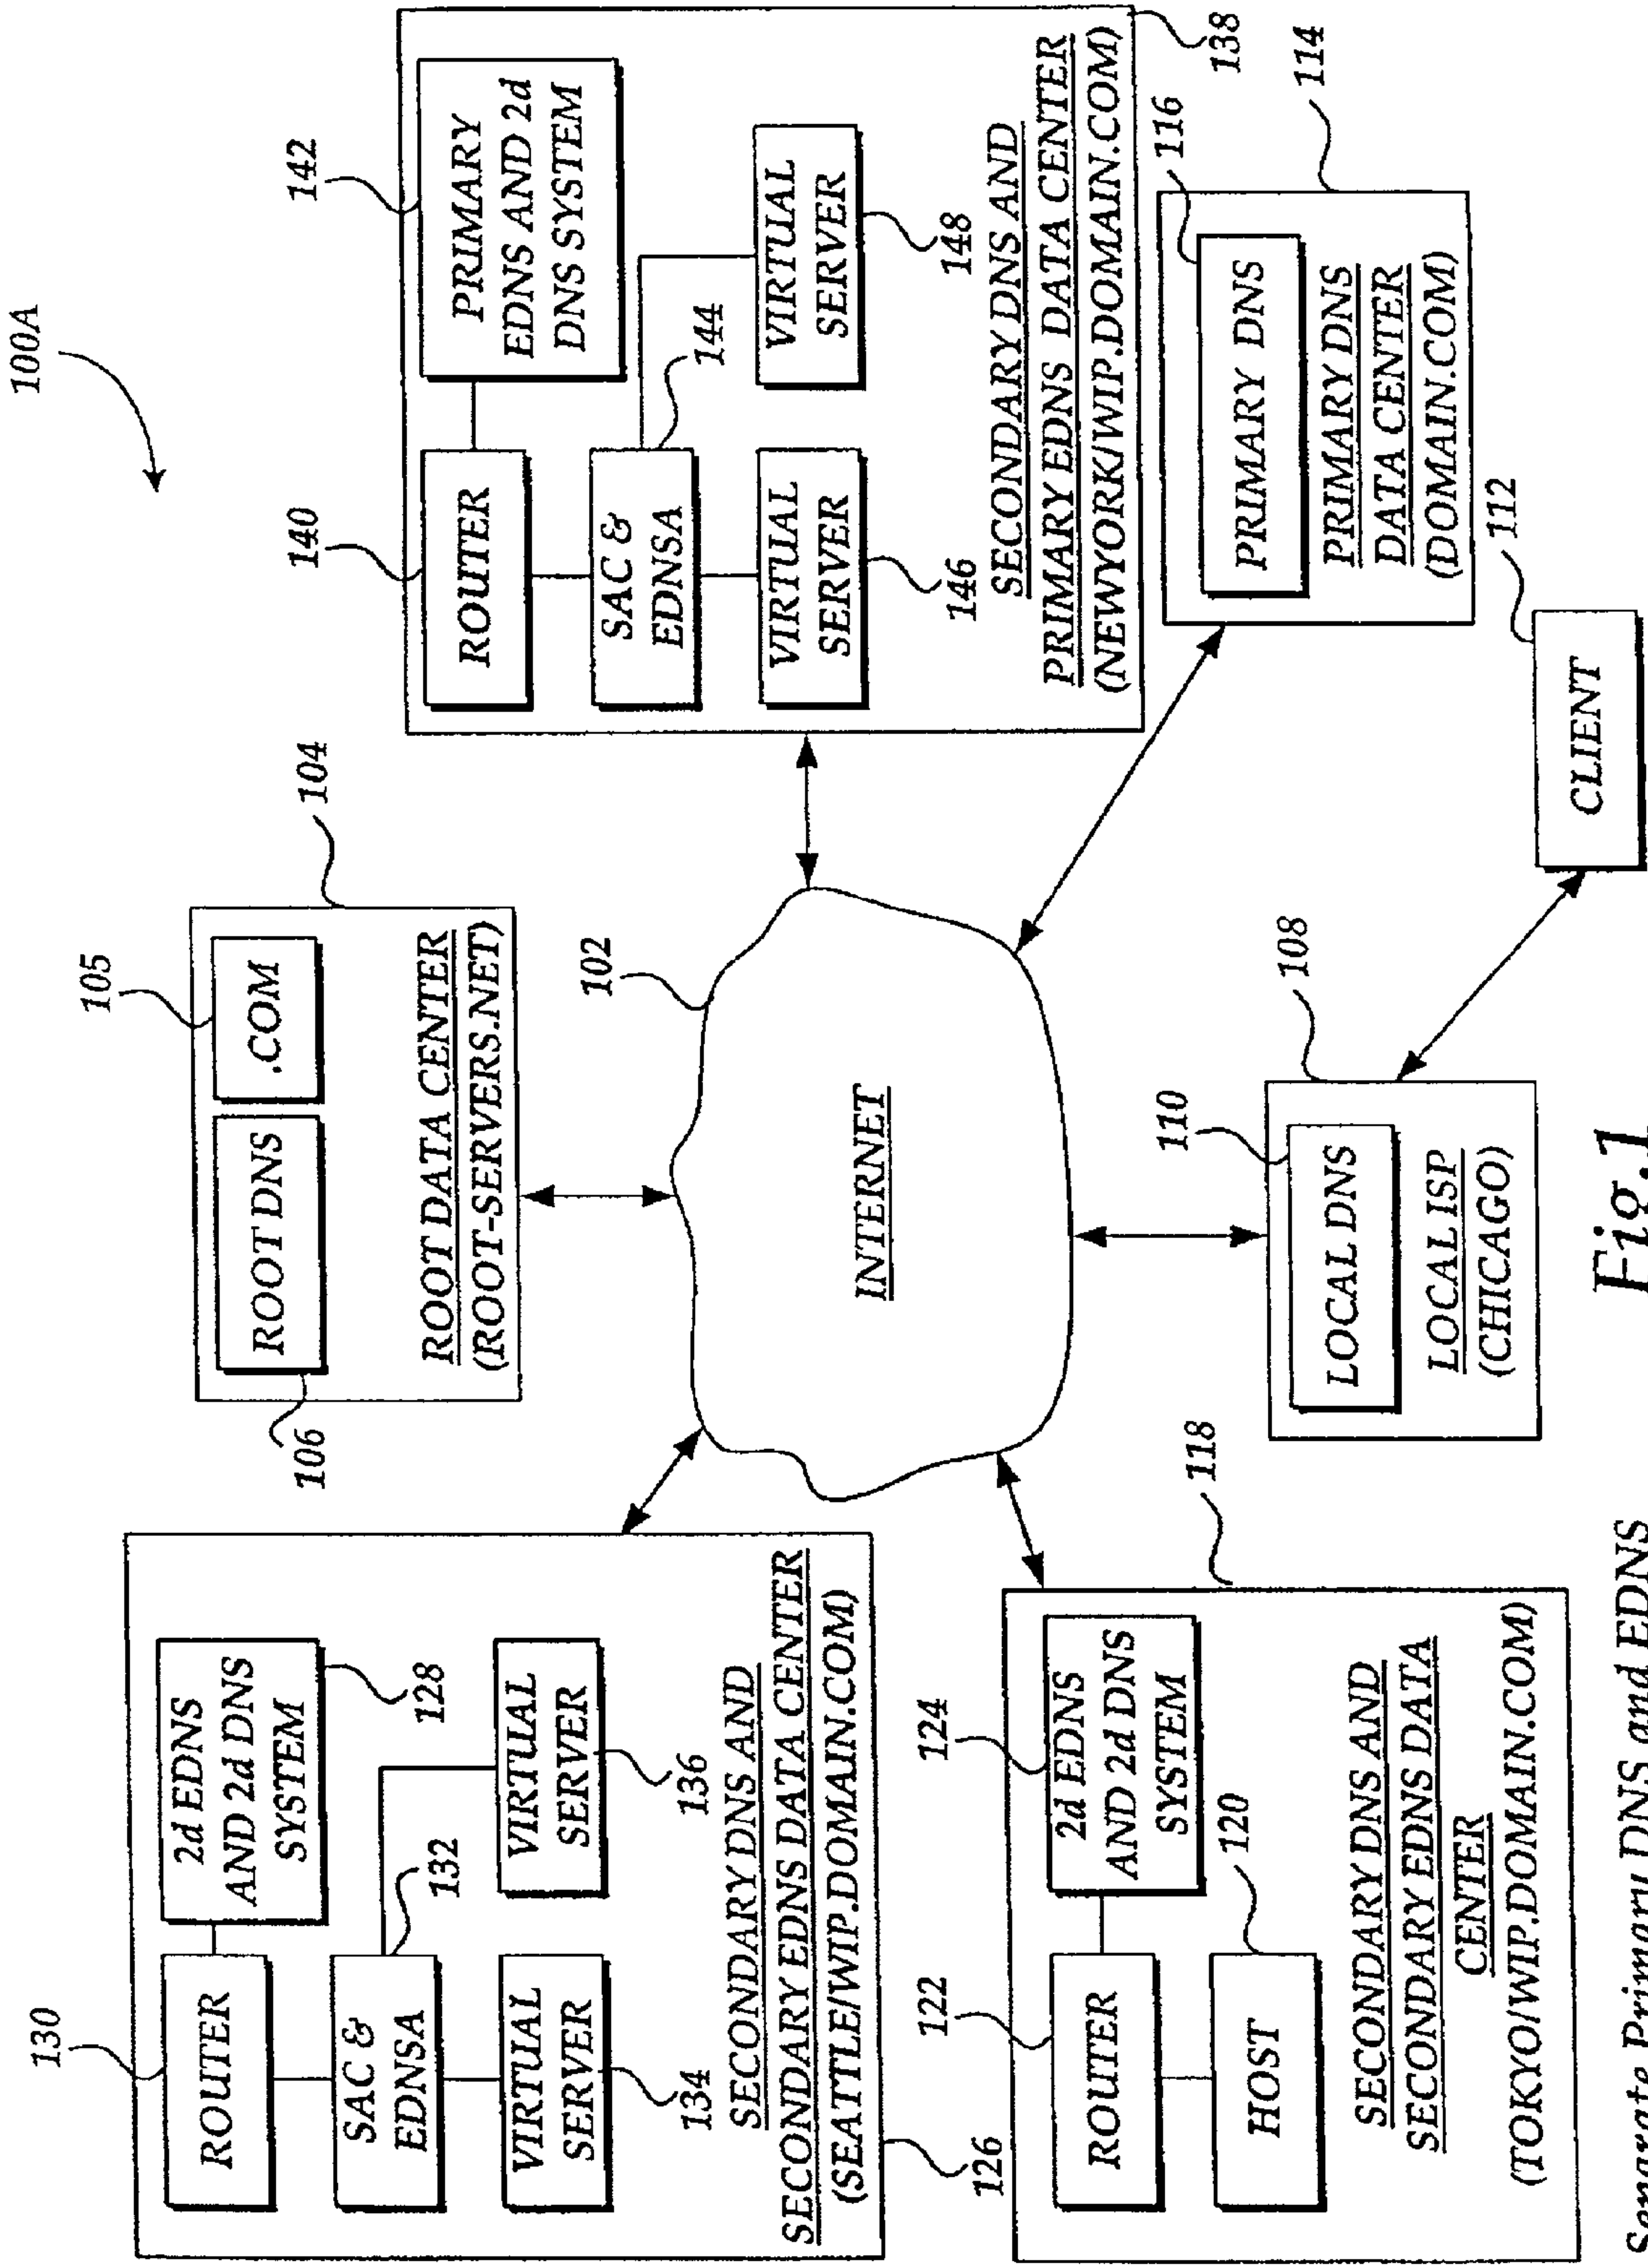 100A
130
ROUTER
2d EDNS
AND 2d DNS
SYSTEM
128
132
SAC &
EDNSA
VIRTUAL
SERVER
134
VIRTUAL
SERVER
136
SECONDARY DNS AND
SECONDARY EDNS DATA CENTER
(SEATTLE/WIP.DOMAIN.COM)
126
105
ROOT DNS
.COM
106
ROOT DATA CENTER
(ROOT-SERVERS.NET)
104
140
142
ROUTER
PRIMARY
EDNS AND 2d
DNS SYSTEM
SAC &
EDNSA
144
VIRTUAL
SERVER
146
VIRTUAL
SERVER
148
SECONDARY DNS AND
PRIMARY EDNS DATA CENTER
(NEWYORK/WIP.DOMAIN.COM)
138
102
INTERNET
122
124
ROUTER
2d EDNS
AND 2d DNS
SYSTEM
HOST
120
SECONDARY DNS AND
SECONDARY EDNS DATA
CENTER
(TOKYO/WIP.DOMAIN.COM)
118
110
108
LOCAL DNS
LOCAL ISP
(CHICAGO)
116
114
PRIMARY DNS
PRIMARY DNS
DATA CENTER
(DOMAIN.COM)
112
CLIENT
Separate Primary DNS and EDNS
Fig.1